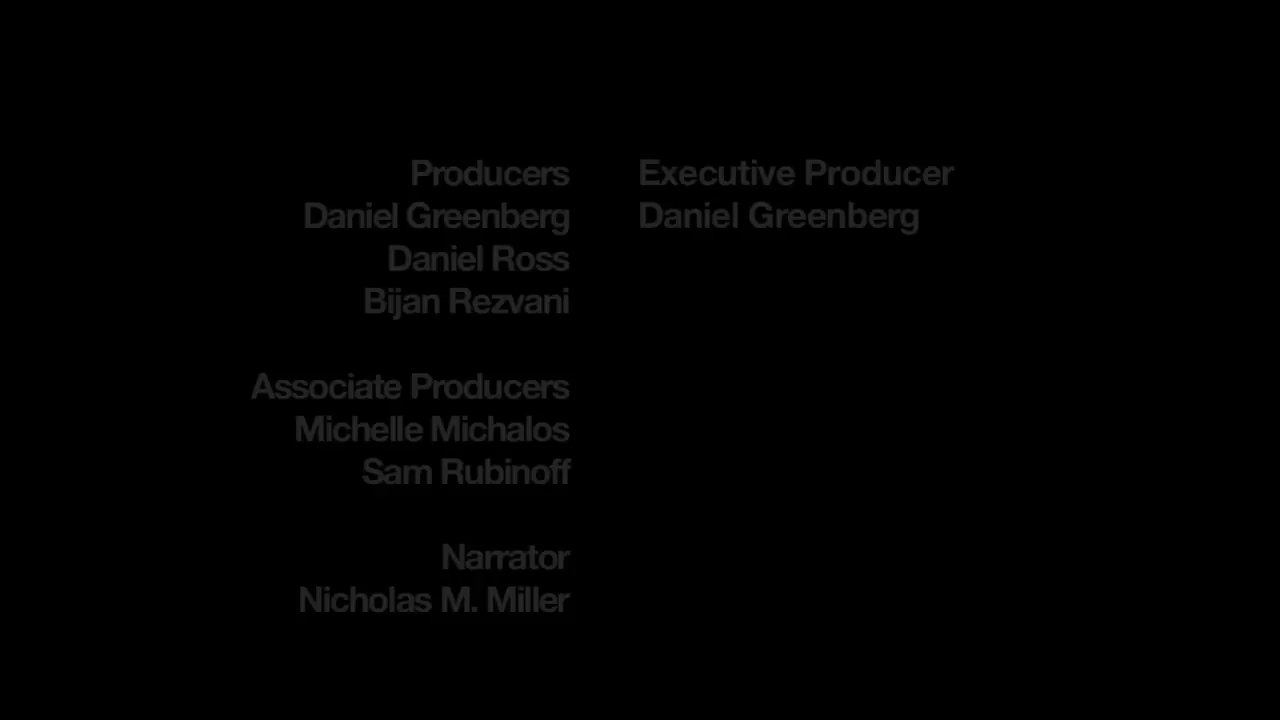 Producers
Daniel Greenberg
Daniel Ross
Bijan Rezvani
Associate Producers
Michelle Michalos
Sam Rubinoff
Narrator
Nicholas M. Miller
Executive Producer
Daniel Greenberg